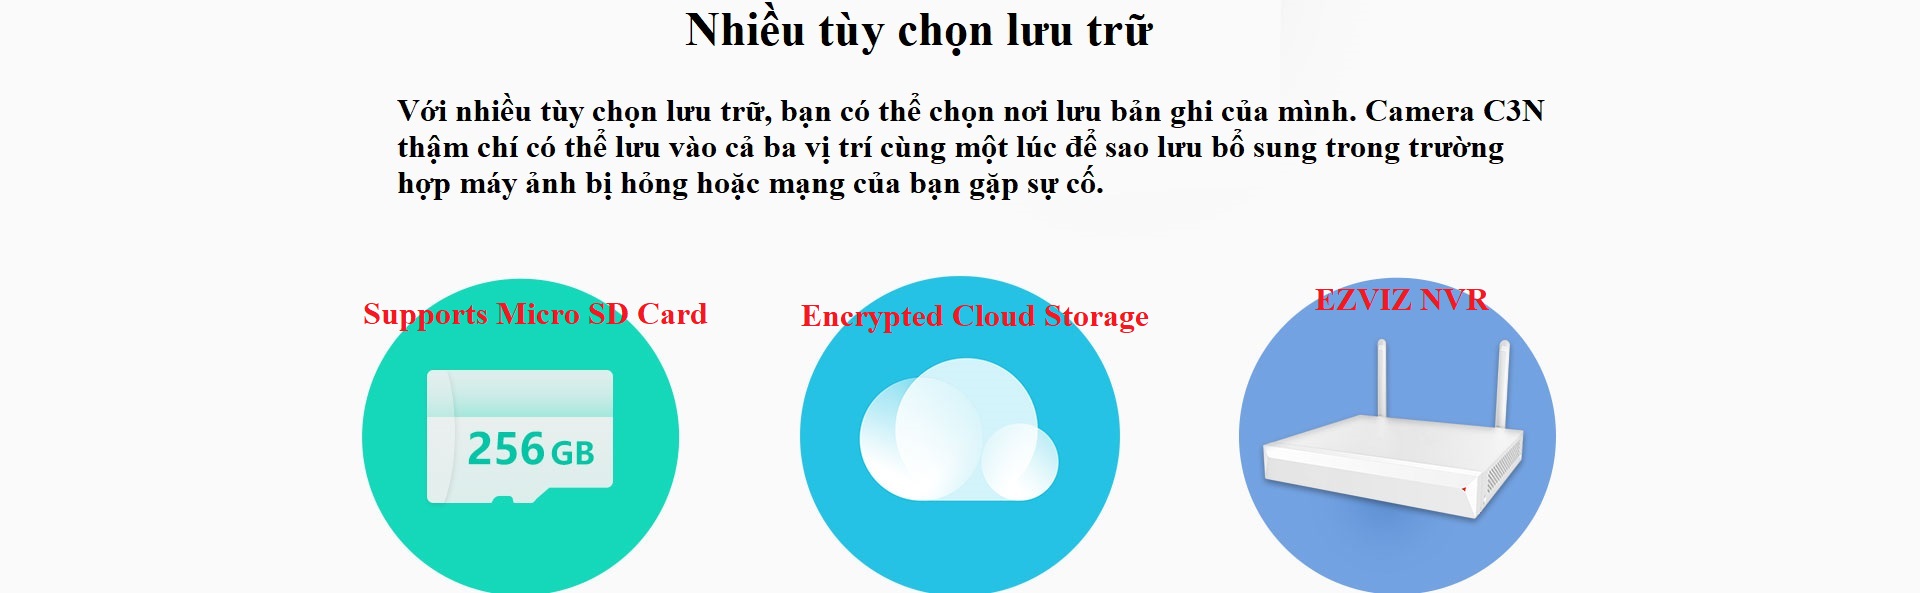 Nhiều tùy chọn lưu trữ
Với nhiều tùy chọn lưu trữ, bạn có thể chọn nơi lưu bản ghi của mình. Camera C3N
thậm chí có thể lưu vào cả ba vị trí cùng một lúc để sao lưu bổ sung trong trường
hợp máy ảnh bị hỏng hoặc mạng của bạn gặp sự cố.
Supports Micro SD Card
Encrypted Cloud Storage
EZVIZ NVR
256GB